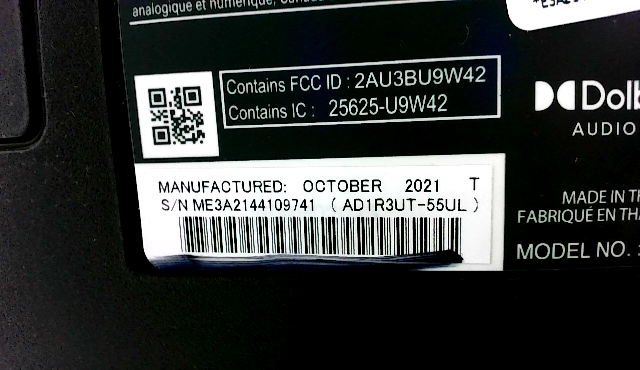 analogique et numérique,
Contains FCC ID : 2AU3BU9W42
Contains IC : 25625-U9W42
Dolb
AUDIO
MANUFACTURED: OCTOBER 2021 T
S/N ME3A2144109741 ( AD1R3UT-55UL )
MADE IN TH
FABRIQUÉ EN THA
MODEL NO. :